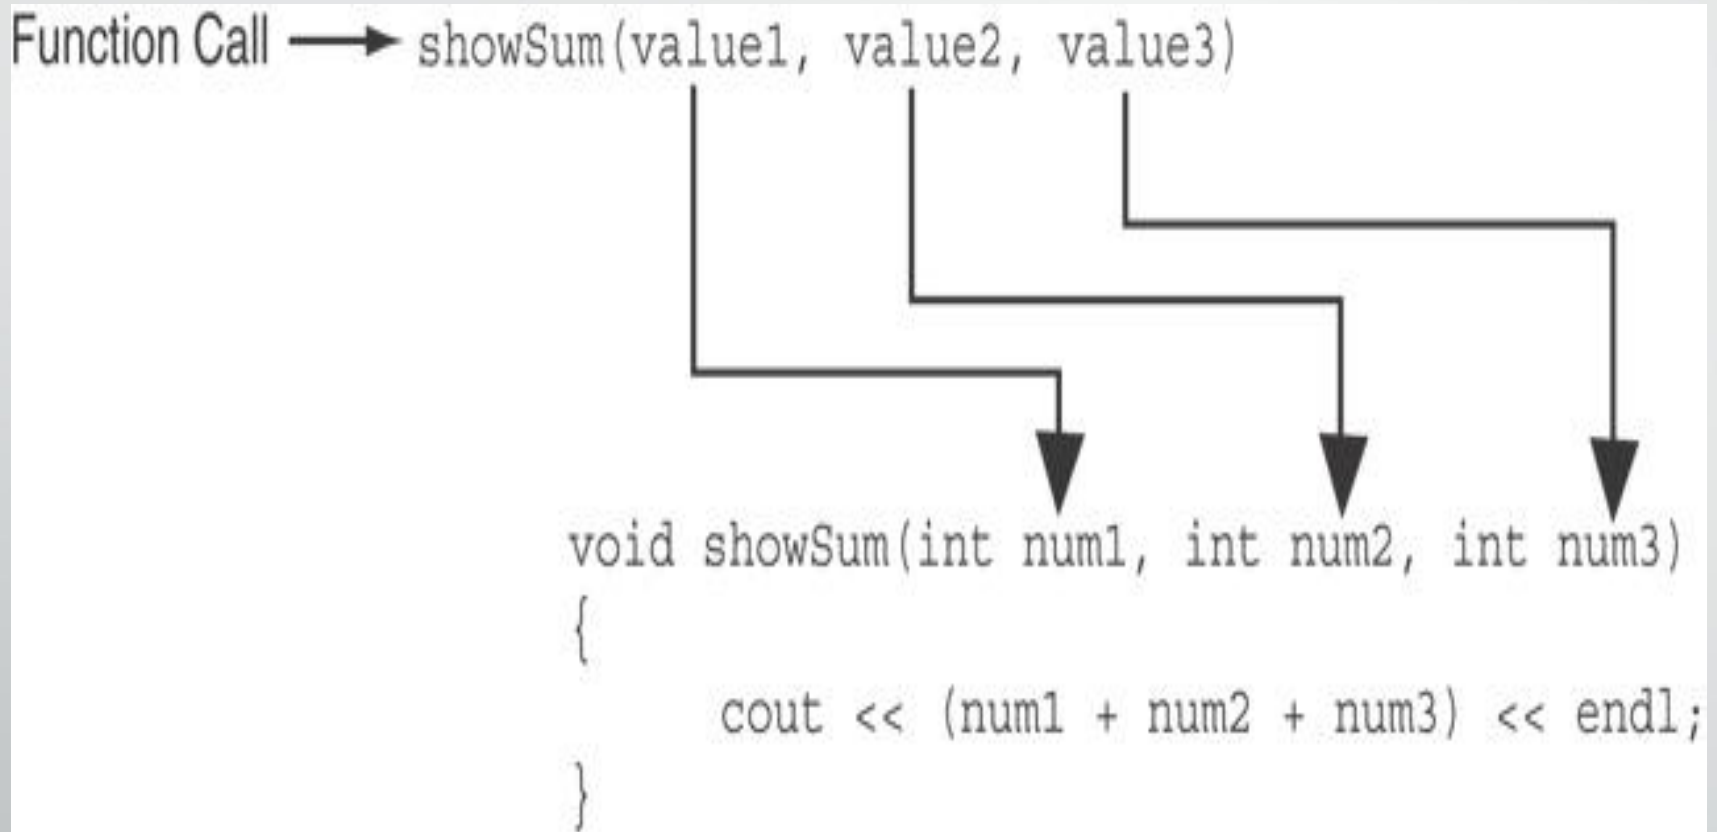 Function Call showSum(value1, value2, value3)
void showSum(int num1, int num2, int num3)
{
cout << (num1 + num2 + num3) << endl;
}